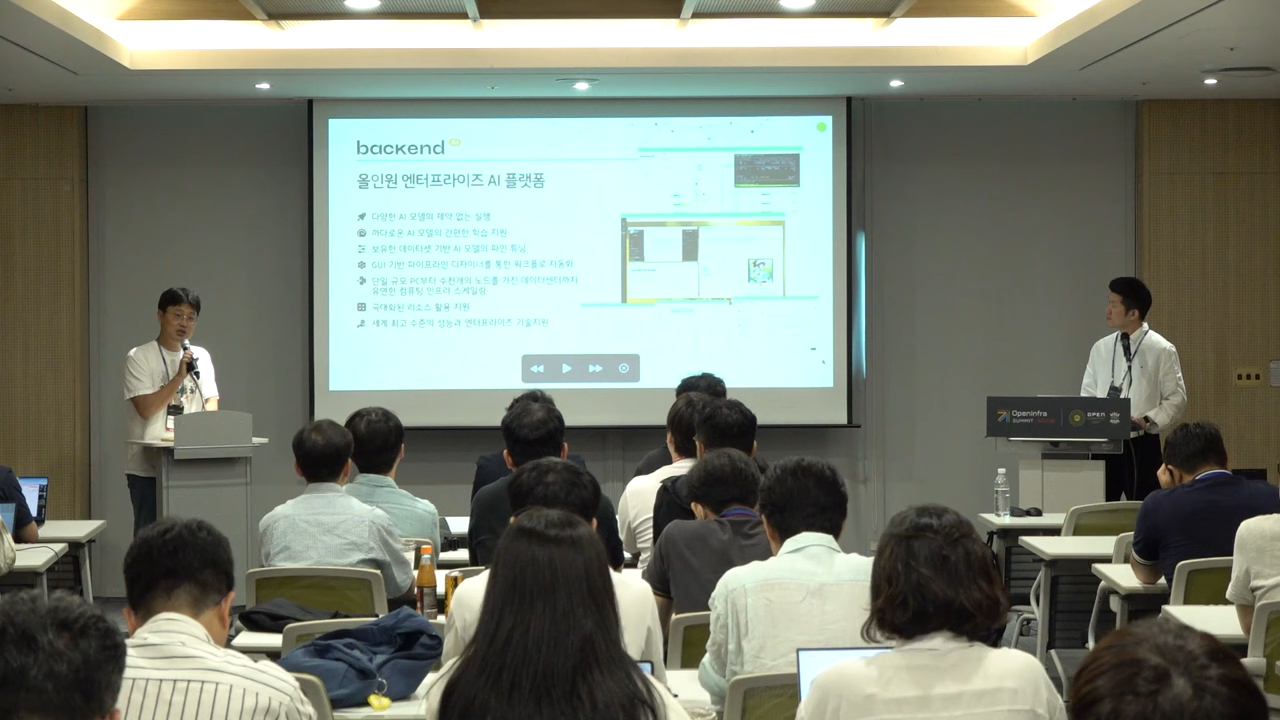 backend AI
올인원 엔터프라이즈 AI 플랫폼
다양한 AI 모델의 제약 없는 실행
까다로운 AI 모델의 간편한 학습 지원
보유한 데이터셋 기반 AI 모델의 파인 튜닝
GUI 기반 파이프라인 디자이너를 통한 워크플로 자동화
단일 규모 PC부터 수천개의 노드를 가진 데이터센터까지
유연한 컴퓨팅 인프라 스케일링
극대화된 리소스 활용 지원
세계 최고 수준의 성능과 엔터프라이즈 기술지원
OpenInfra
SUMMIT
OPEN